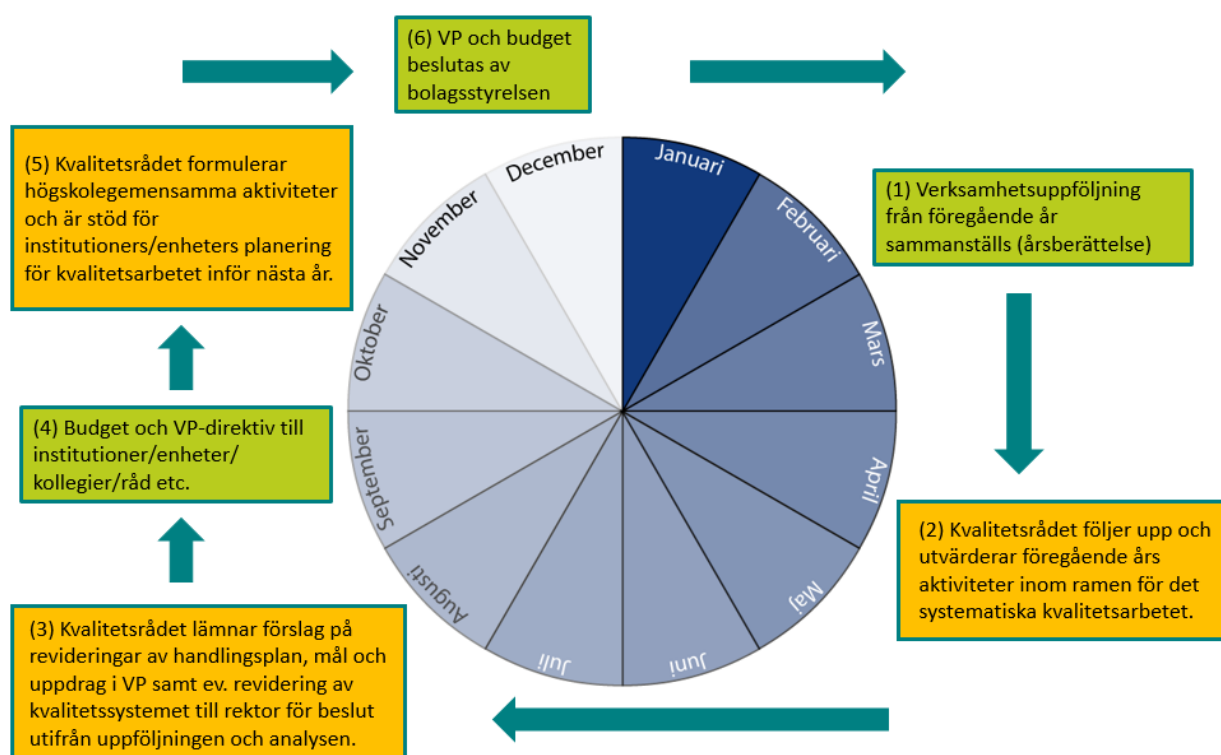 (6) VP och budget
beslutas av
bolagsstyrelsen
(5) Kvalitetsrådet formulerar
högskolegemensamma aktiviteter
och är stöd för
institutioners/enheters planering
för kvalitetsarbetet inför nästa år.
(1) Verksamhetsuppföljning
från föregående år
sammanställs (årsberättelse)
(4) Budget och VP-direktiv till
institutioner/enheter/
kollegier/råd etc.
(2) Kvalitetsrådet följer upp och
utvärderar föregående års
aktiviteter inom ramen för det
systematiska kvalitetsarbetet.
(3) Kvalitetsrådet lämnar förslag på
revideringar av handlingsplan, mål och
uppdrag i VP samt ev. revidering av
kvalitetssystemet till rektor för beslut
utifrån uppföljningen och analysen.
Januari
Februari
Mars
April
Maj
Juni
Juli
Augusti
September
Oktober
November
December